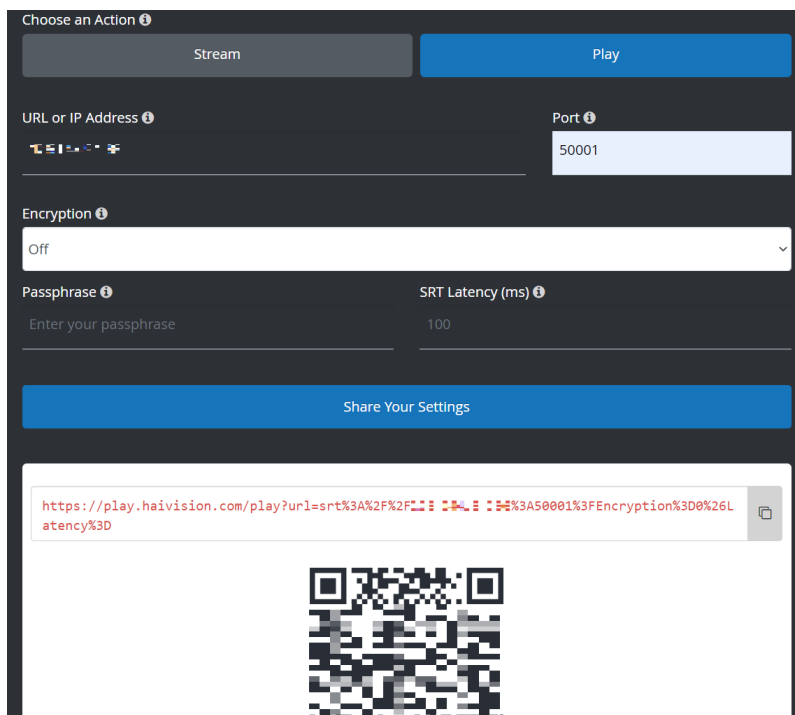 Choose an Action
Stream
Play
URL or IP Address
Port
50001
Encryption
Off
Passphrase
SRT Latency (ms)
Enter your passphrase
100
Share Your Settings
https://play.haivision.com/play?url=srt%3A%2F%2F %3A50001%3FEncryption%3D0%26L
atency%3D